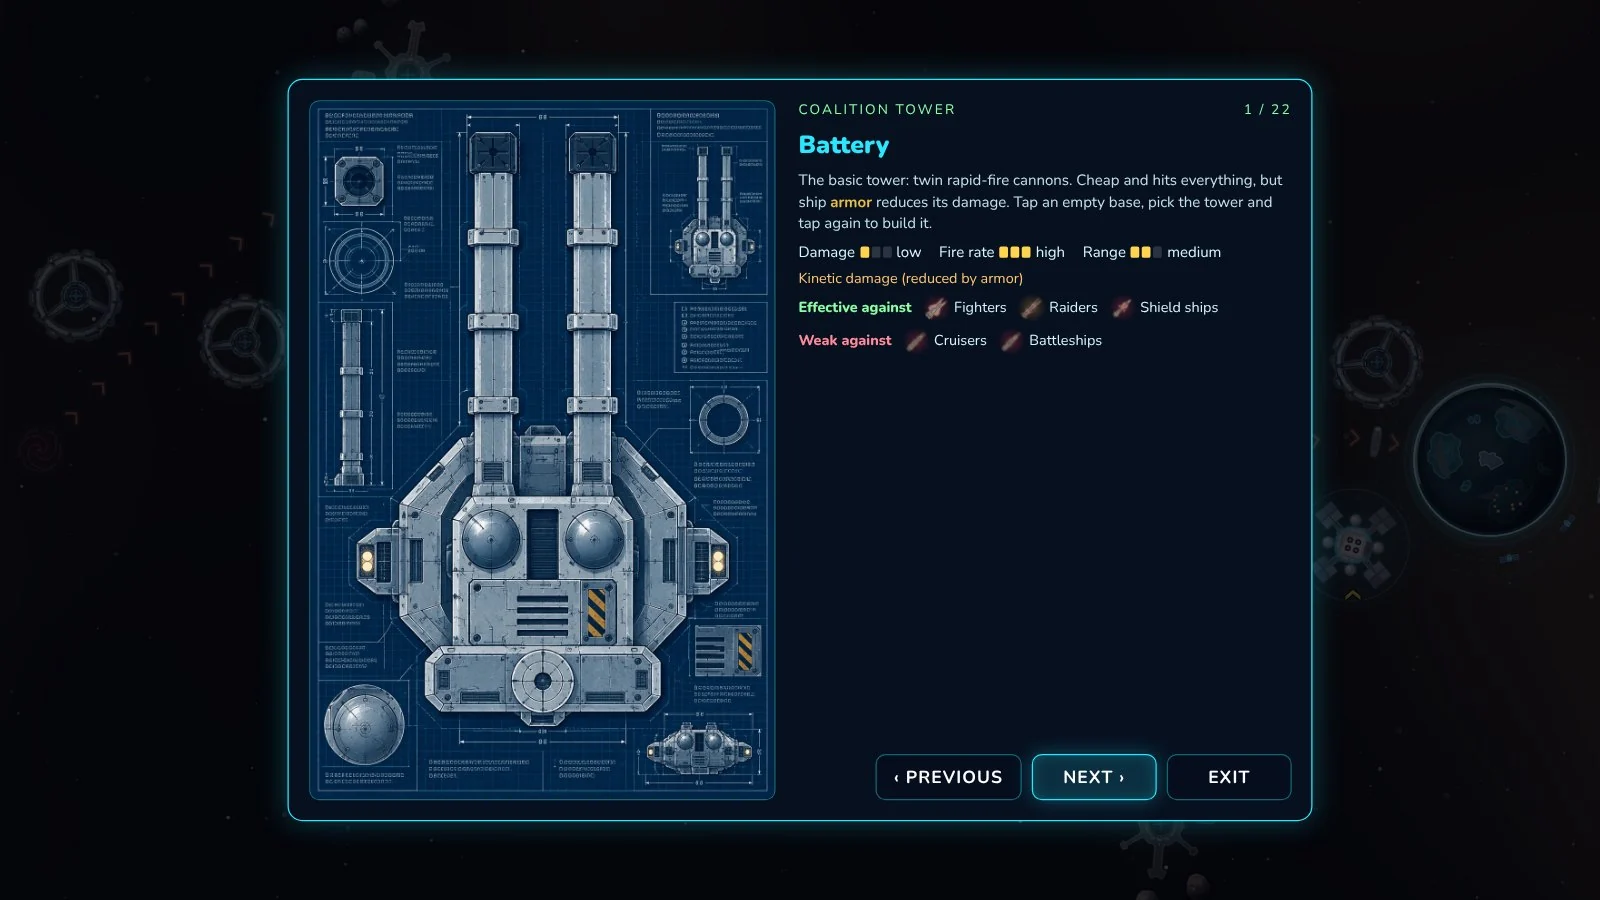 COALITION TOWER
1 / 22
Battery
The basic tower: twin rapid-fire cannons. Cheap and hits everything, but
ship armor reduces its damage. Tap an empty base, pick the tower and
tap again to build it.
Damage low Fire rate high Range medium
Kinetic damage (reduced by armor)
Effective against Fighters Raiders Shield ships
Weak against Cruisers Battleships
‹ PREVIOUS
NEXT ›
EXIT